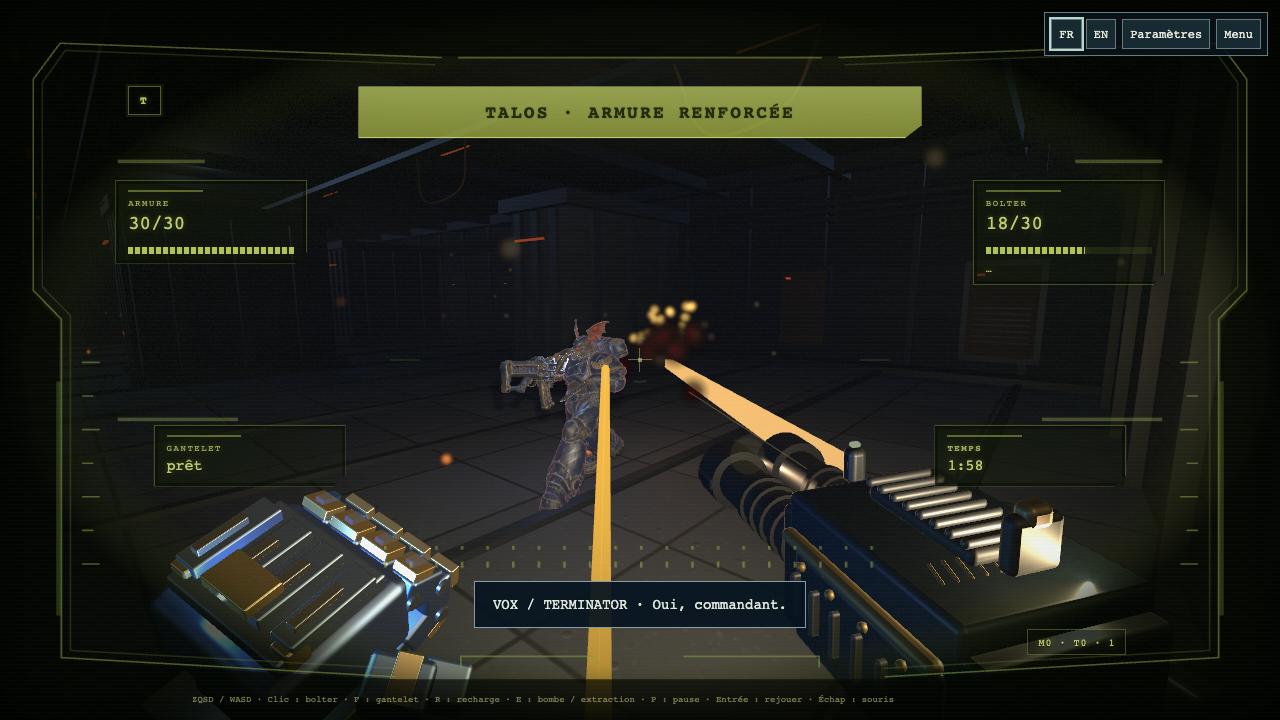 FR EN Paramètres Menu
T
TALOS · ARMURE RENFORCÉE
ARMURE
30/30
BOLTER
18/30
…
GANTELET
prêt
TEMPS
1:58
VOX / TERMINATOR · Oui, commandant.
M0 · T0 · 1
ZQSD / WASD · Clic : bolter · F : gantelet · R : recharge · E : bombe / extraction · P : pause · Entrée : rejouer · Échap : souris